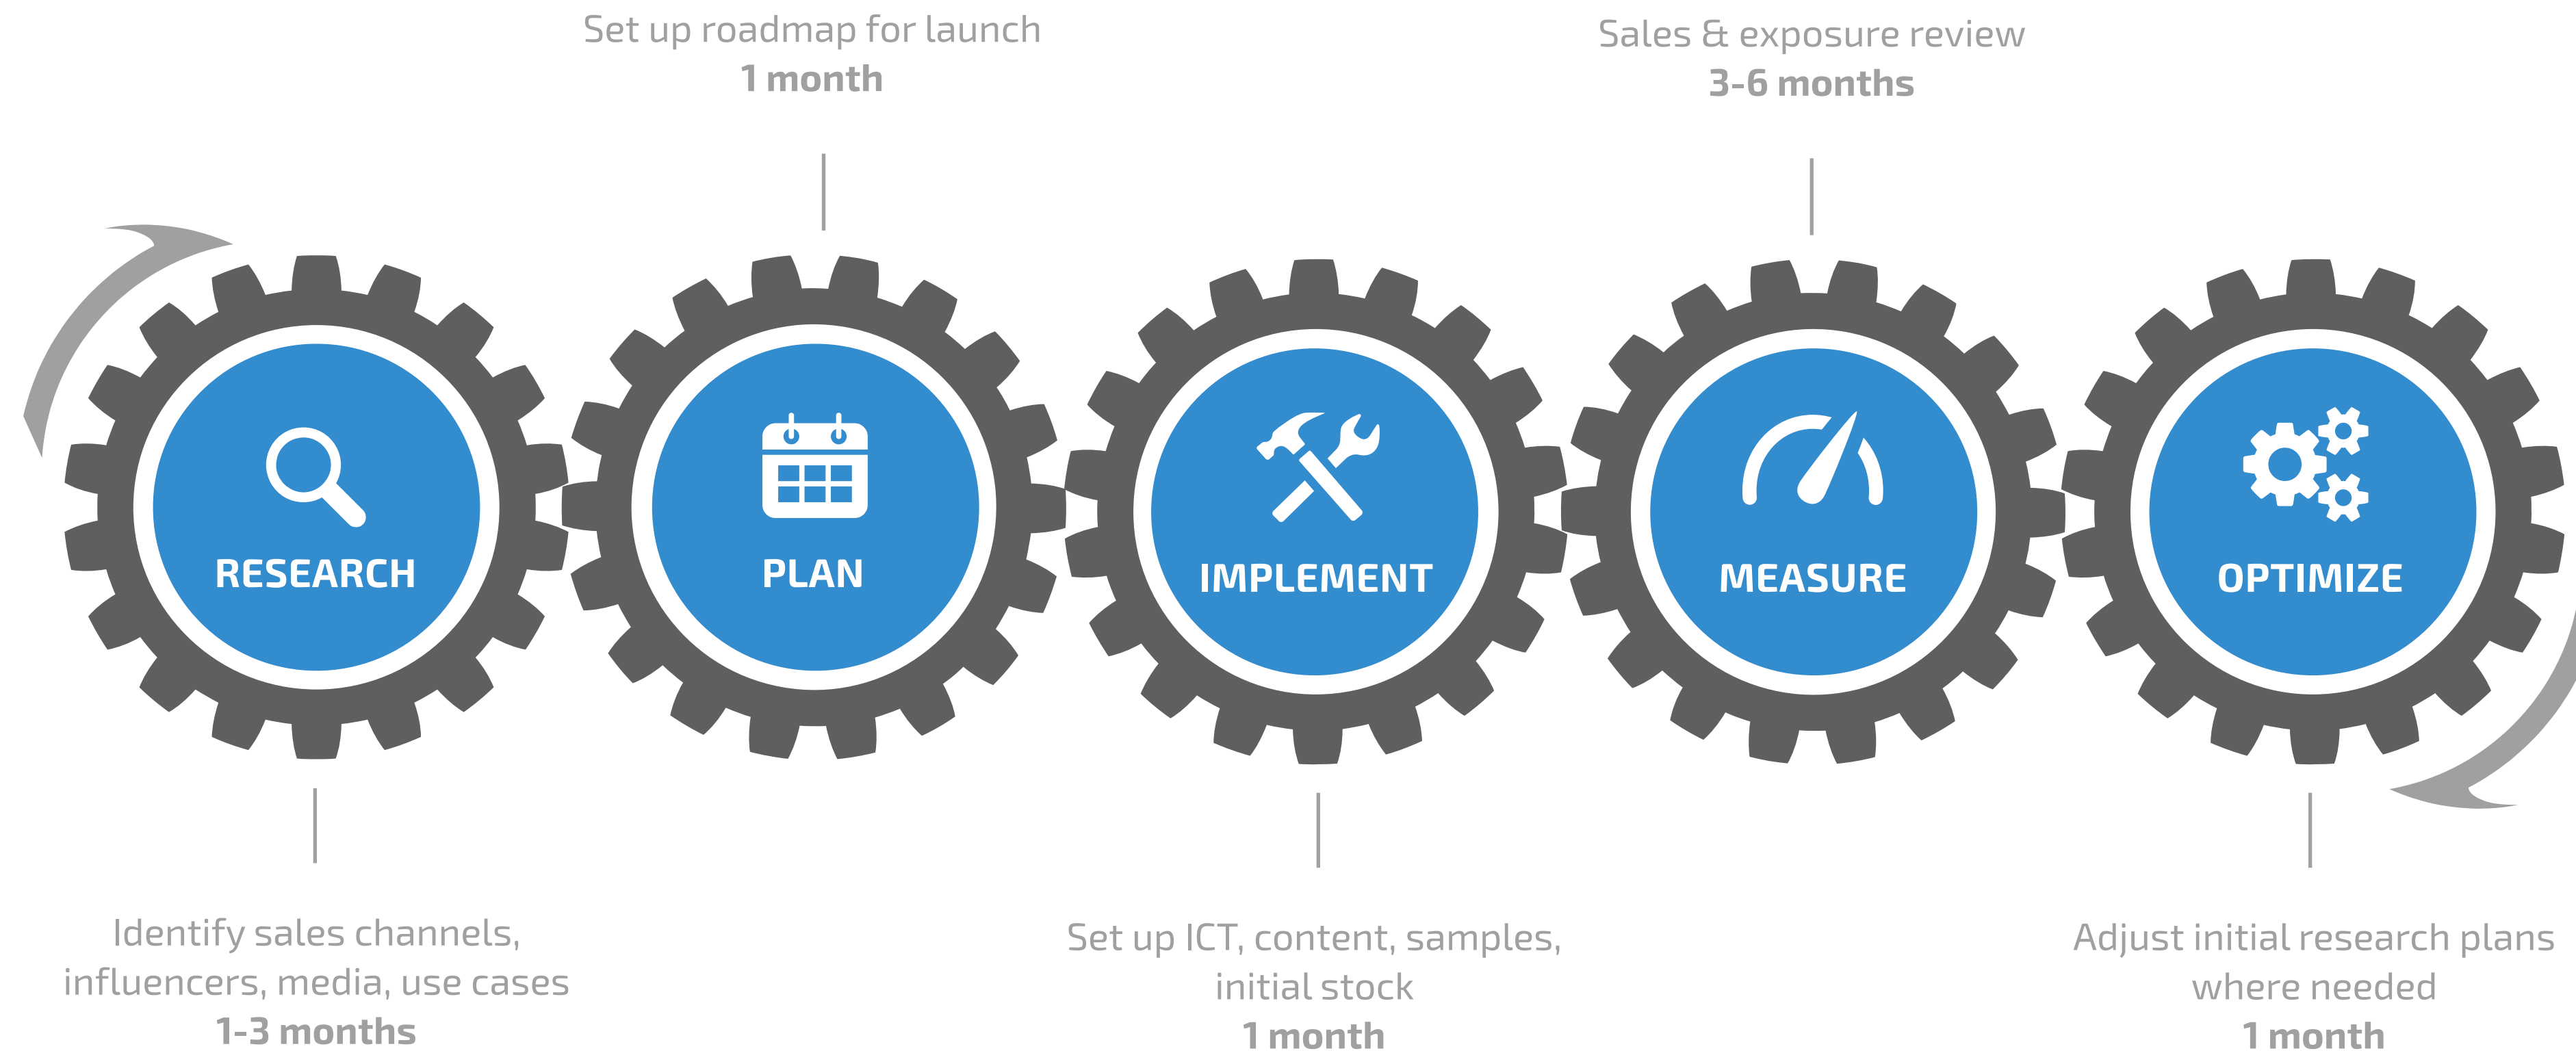 Set up roadmap for launch
1 month
Sales & exposure review
3-6 months
RESEARCH
PLAN
IMPLEMENT
MEASURE
OPTIMIZE
Identify sales channels,
influencers, media, use cases
1-3 months
Set up ICT, content, samples,
initial stock
1 month
Adjust initial research plans
where needed
1 month